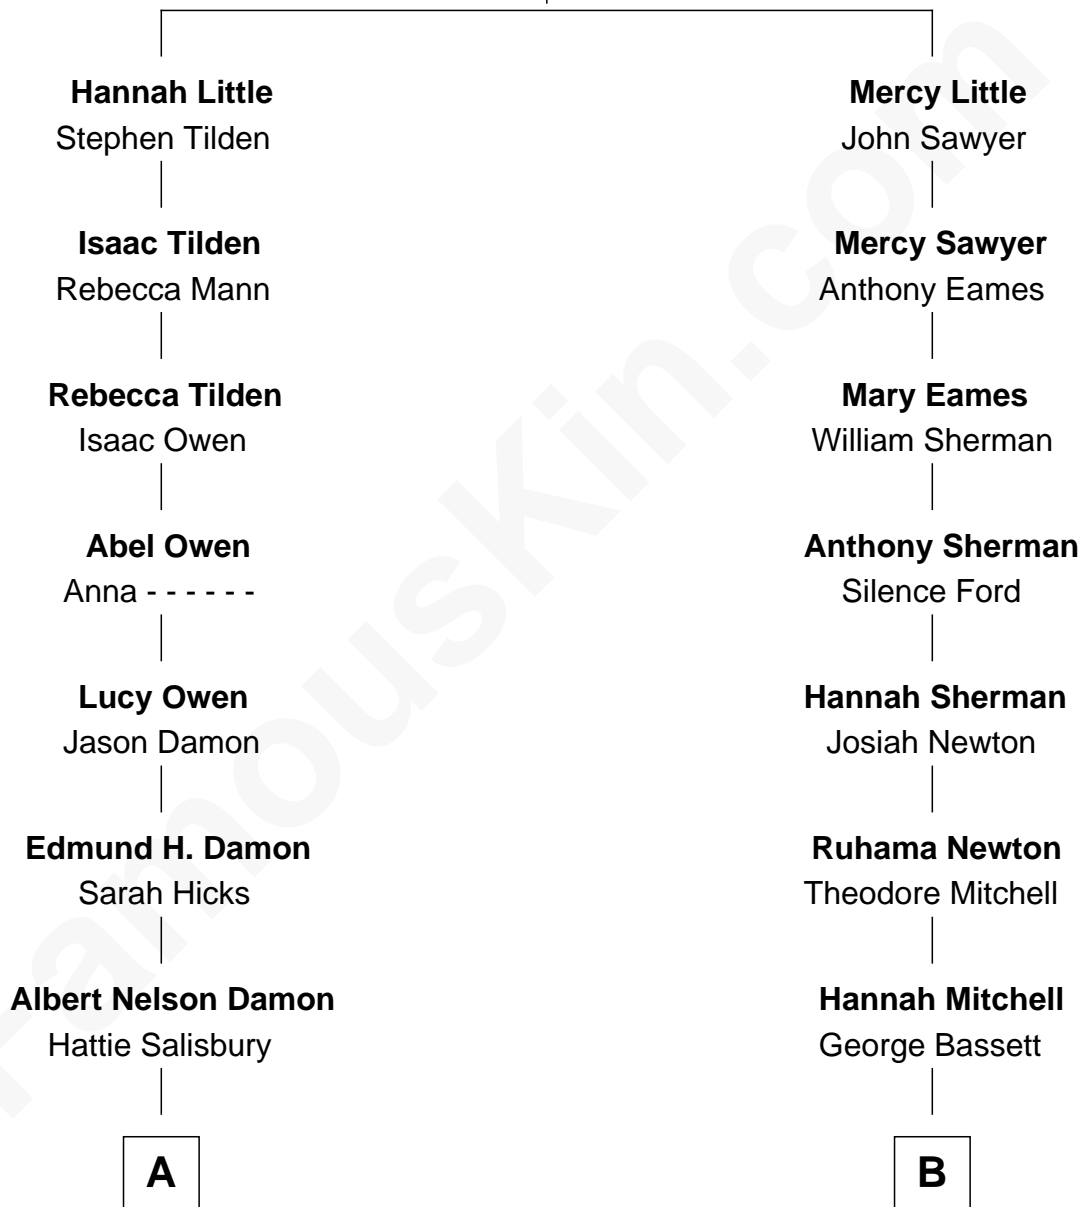 Hannah Little
Stephen Tilden
Isaac Tilden
Rebecca Mann
Rebecca Tilden
Isaac Owen
Abel Owen
Anna - - - - - -
Lucy Owen
Jason Damon
Edmund H. Damon
Sarah Hicks
Albert Nelson Damon
Hattie Salisbury
A
Mercy Little
John Sawyer
Mercy Sawyer
Anthony Eames
Mary Eames
William Sherman
Anthony Sherman
Silence Ford
Hannah Sherman
Josiah Newton
Ruhama Newton
Theodore Mitchell
Hannah Mitchell
George Bassett
B
FamousKin.com